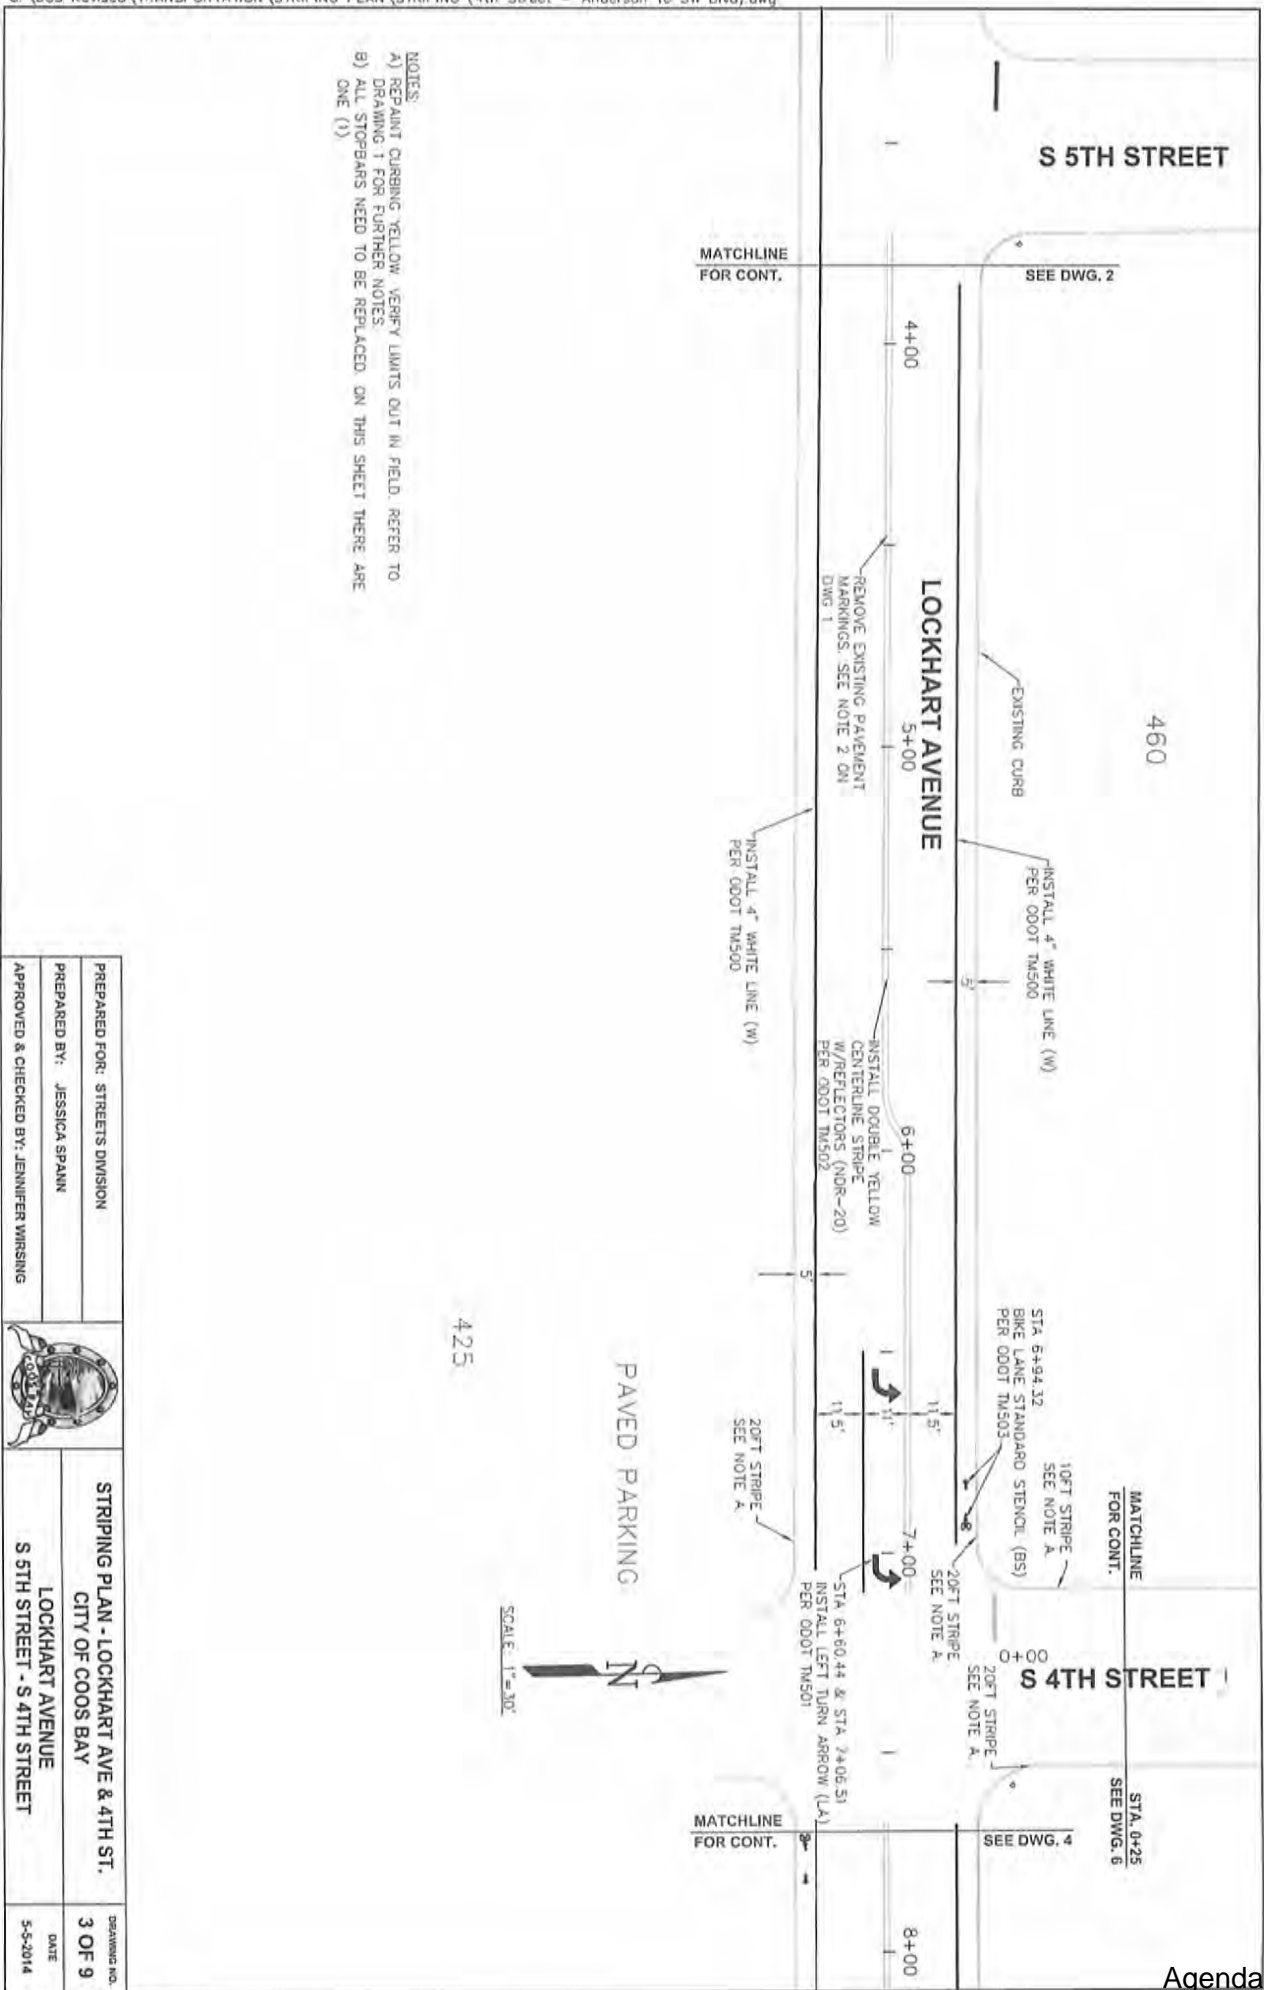 S 5TH STREET
MATCHLINE
FOR CONT.
SEE DWG. 2
NOTES:
A) REPAINT CURBING YELLOW. VERIFY LIMITS OUT IN FIELD. REFER TO
DRAWING 1 FOR FURTHER NOTES.
B) ALL STOPBARS NEED TO BE REPLACED. ON THIS SHEET THERE ARE
ONE (1)
4+00
460
LOCKHART AVENUE
5+00
EXISTING CURB
REMOVE EXISTING PAVEMENT
MARKINGS. SEE NOTE 2 ON
DWG 1
INSTALL 4" WHITE LINE (W)
PER ODOT TM500
INSTALL 4" WHITE LINE (W)
PER ODOT TM500
5'
INSTALL DOUBLE YELLOW
CENTERLINE STRIPE
W/REFLECTORS (NDR-20)
PER ODOT TM502
6+00
5'
STA 6+94.32
BIKE LANE STANDARD STENCIL (BS)
PER ODOT TM503
11.5'
11'
11.5'
10FT STRIPE
SEE NOTE A
MATCHLINE
FOR CONT.
STA. 0+25
SEE DWG. 6
20FT STRIPE
SEE NOTE A
425
PAVED PARKING
7+00
20FT STRIPE
SEE NOTE A
STA 6+60.44 & STA 7+06.51
INSTALL LEFT TURN ARROW (LA)
PER ODOT TM501
0+00
S 4TH STREET
20FT STRIPE
SEE NOTE A
N
SCALE: 1"=30'
MATCHLINE
FOR CONT.
SEE DWG. 4
8+00
PREPARED FOR: STREETS DIVISION
PREPARED BY: JESSICA SPANN
APPROVED & CHECKED BY: JENNIFER WIRSING
COOS BAY
STRIPING PLAN - LOCKHART AVE & 4TH ST.
CITY OF COOS BAY
LOCKHART AVENUE
S 5TH STREET - S 4TH STREET
DRAWING NO.
3 OF 9
DATE
5-5-2014
Agenda